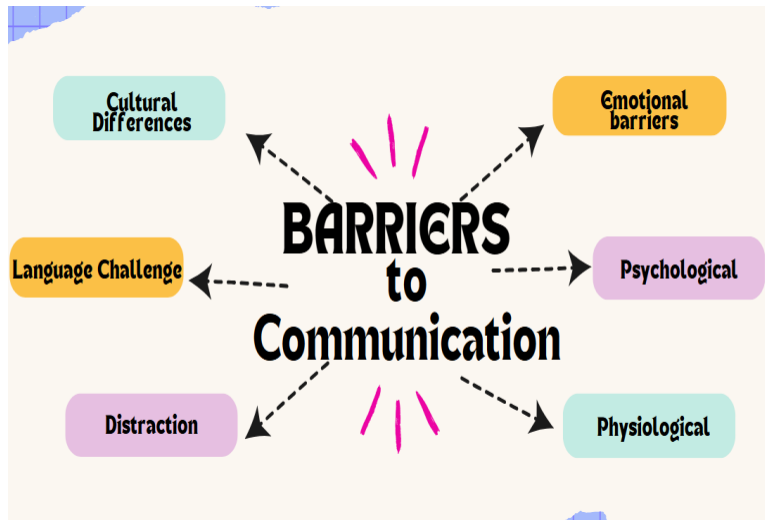 Cultural
Differences
Emotional
barriers
BARRIERS
to
Communication
Language Challenge
Psychological
Distraction
Physiological